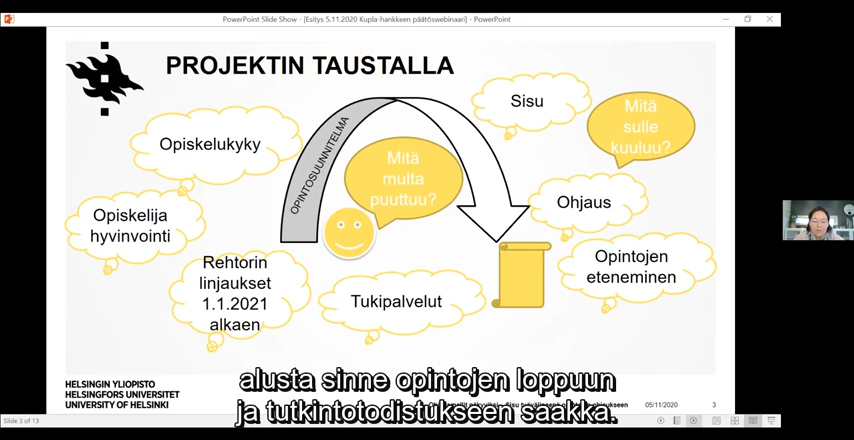 PowerPoint Slide Show - [Esitys 5.11.2020 Kupla-hankkeen päätöswebinaari] - PowerPoint
PROJEKTIN TAUSTALLA
Opiskelukyky
Opiskelija
hyvinvointi
Rehtorin
linjaukset
1.1.2021
alkaen
OPINTOSUUNNITELMA
Mitä
multa
puuttuu?
Tukipalvelut
Sisu
Mitä
sulle
kuuluu?
Ohjaus
Opintojen
eteneminen
alusta sinne opintojen loppuun
ja tutkintotodistukseen saakka.
HELSINGIN YLIOPISTO
HELSINGFORS UNIVERSITET
UNIVERSITY OF HELSINKI
05/11/2020
3
Slide 3 of 13